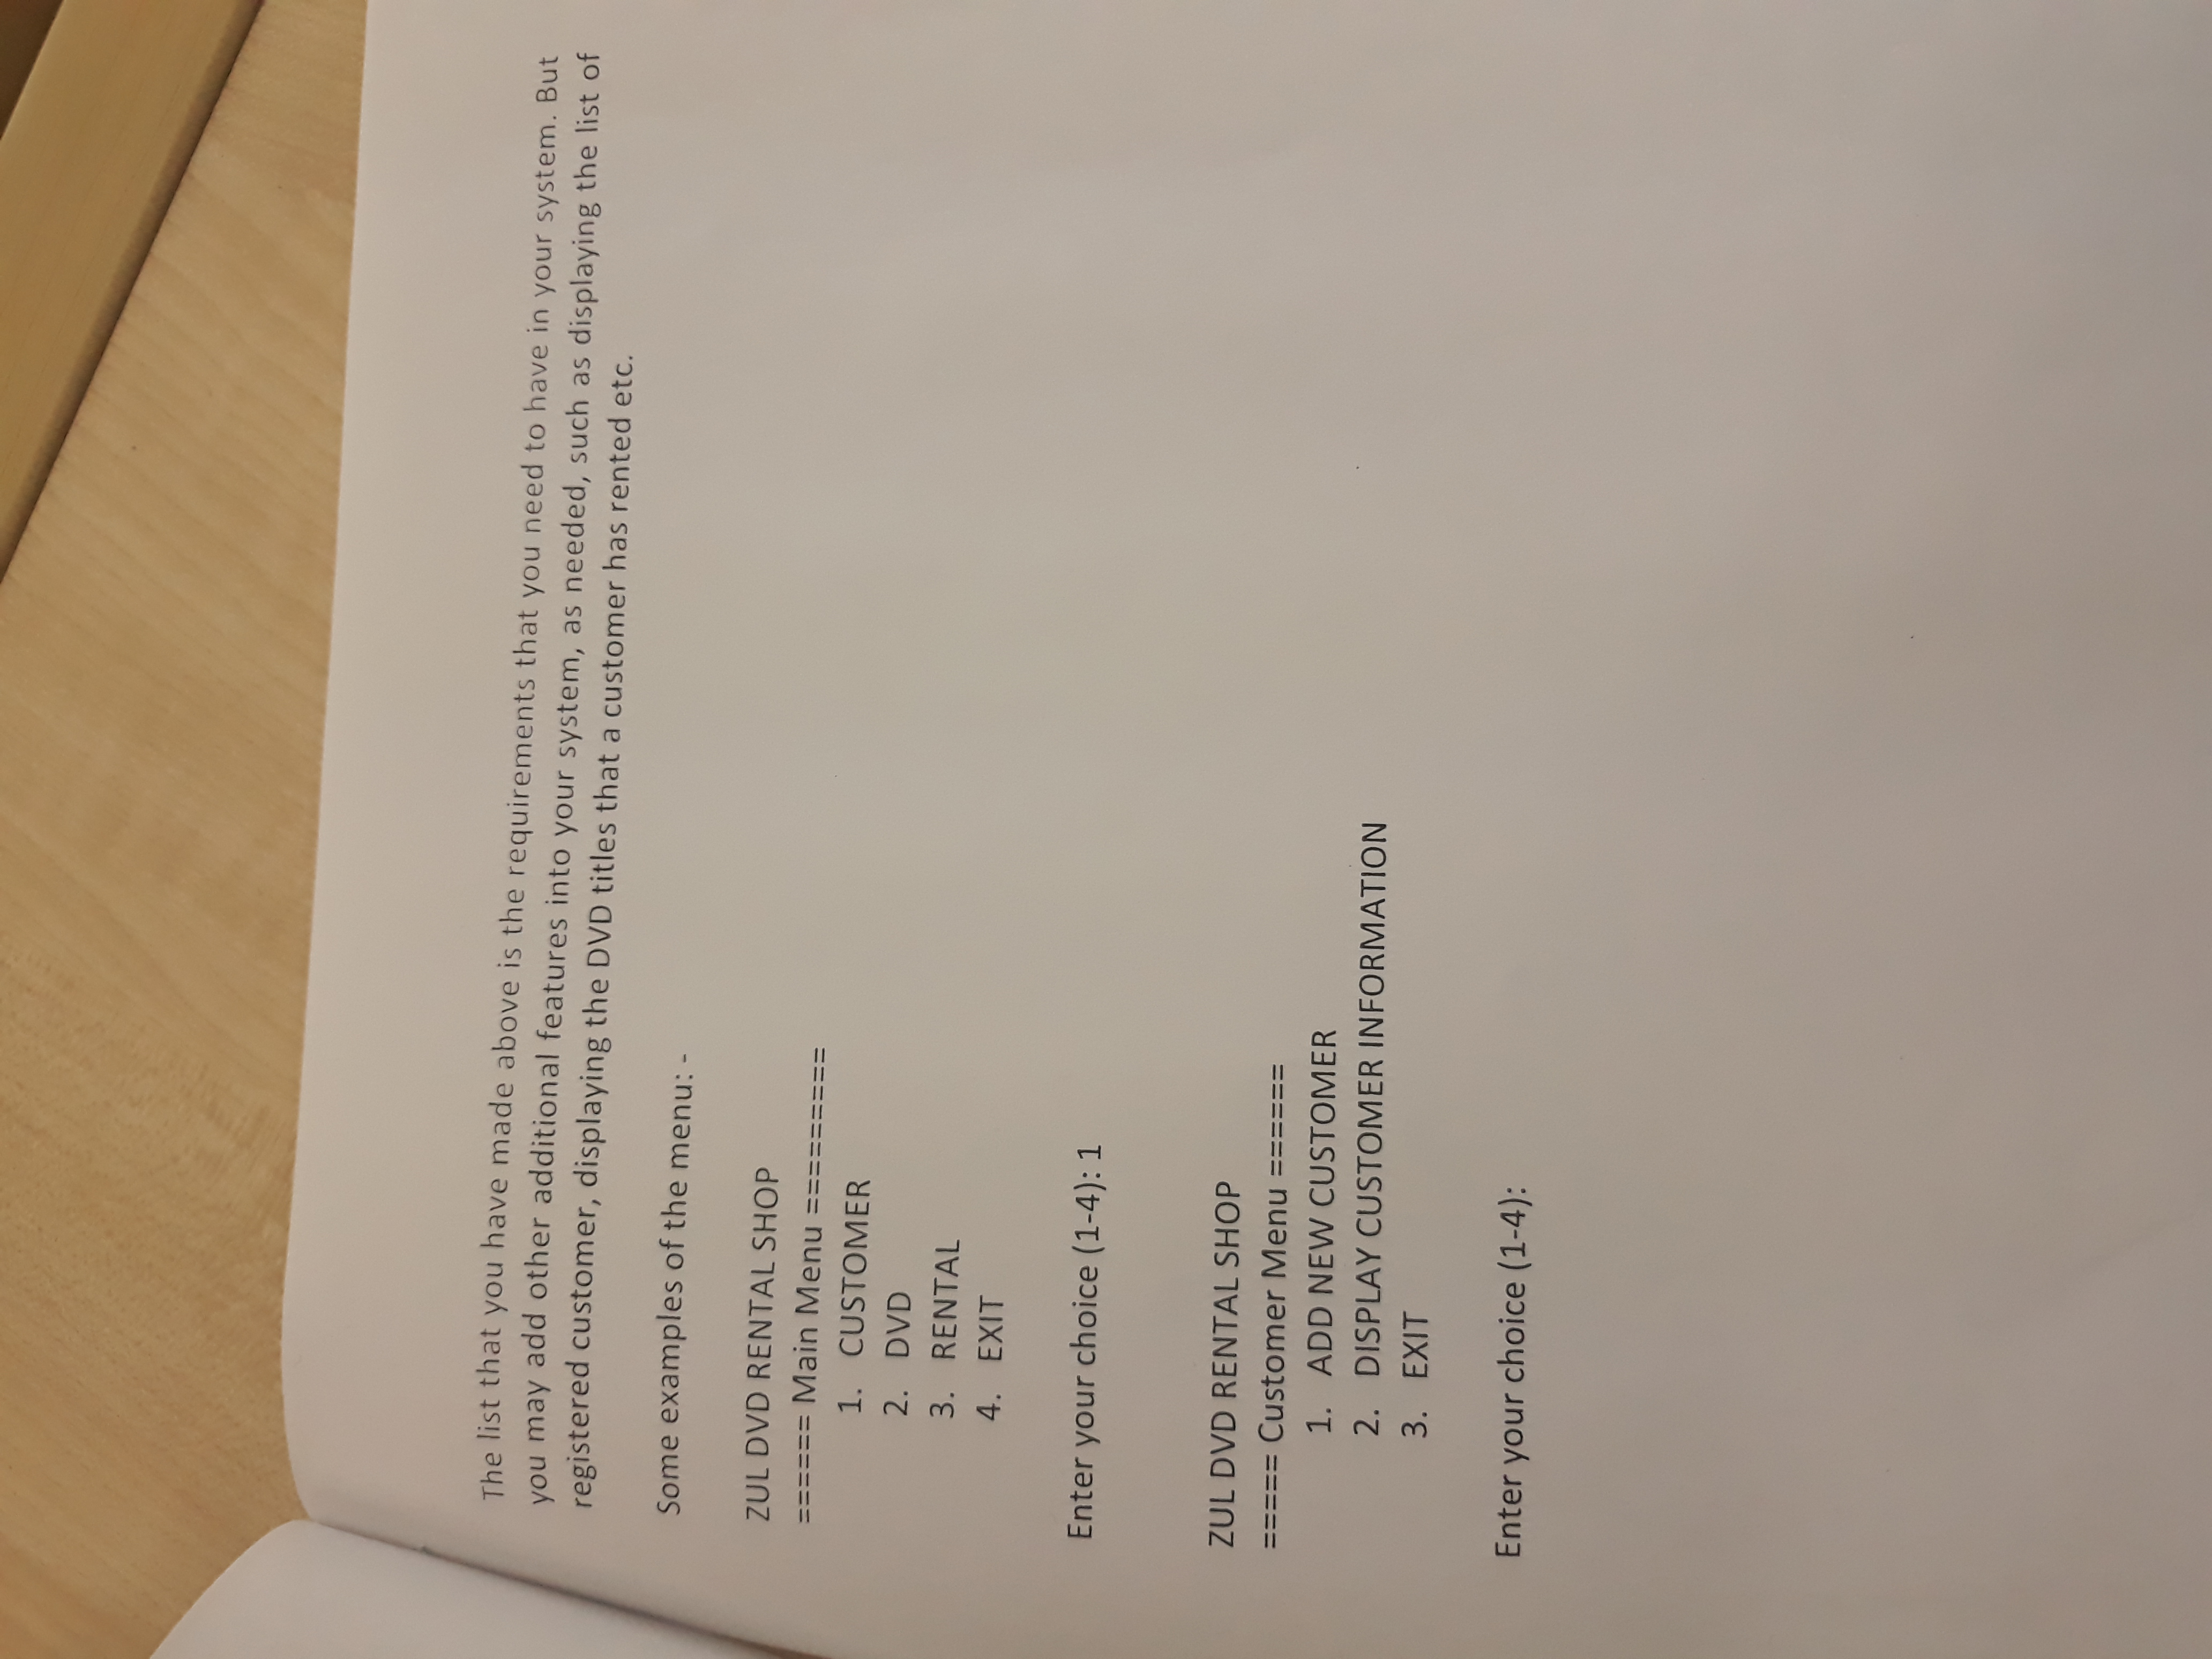 The list that you have made above is the requirements that you need to have in your system. But
you may add other additional features into your system, as needed, such as displaying the list of
registered customer, displaying the DVD titles that a customer has rented etc.
Some examples of the menu: -
ZUL DVD RENTAL SHOP
====== Main Menu =========
1. CUSTOMER
2. DVD
3. RENTAL
4. EXIT
Enter your choice (1-4): 1
ZUL DVD RENTAL SHOP
===== Customer Menu ======
1. ADD NEW CUSTOMER
2. DISPLAY CUSTOMER INFORMATION
3. EXIT
Enter your choice (1-4):